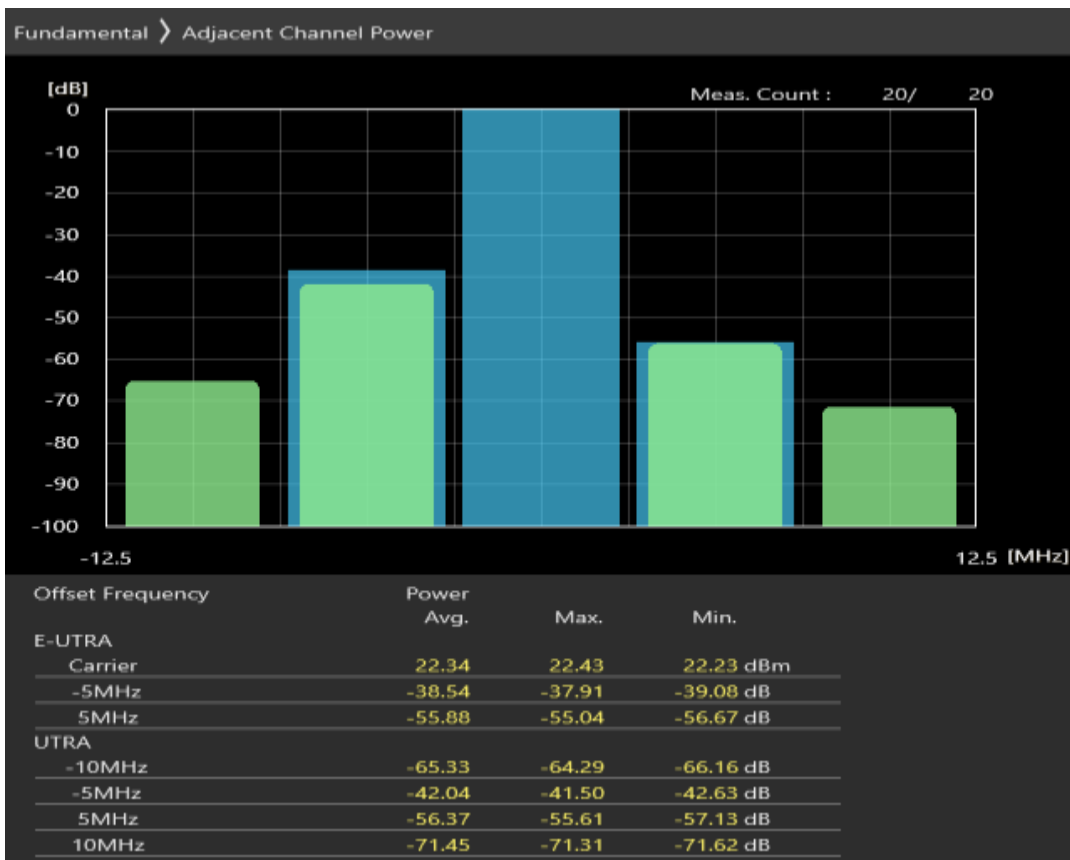 Fundamental ❯ Adjacent Channel Power
[dB]
Meas. Count : 20/ 20
0
-10
-20
-30
-40
-50
-60
-70
-80
-90
-100
-12.5 12.5 [MHz]
Offset Frequency Power
Avg. Max. Min.
E-UTRA
Carrier 22.34 22.43 22.23 dBm
-5MHz -38.54 -37.91 -39.08 dB
5MHz -55.88 -55.04 -56.67 dB
UTRA
-10MHz -65.33 -64.29 -66.16 dB
-5MHz -42.04 -41.50 -42.63 dB
5MHz -56.37 -55.61 -57.13 dB
10MHz -71.45 -71.31 -71.62 dB